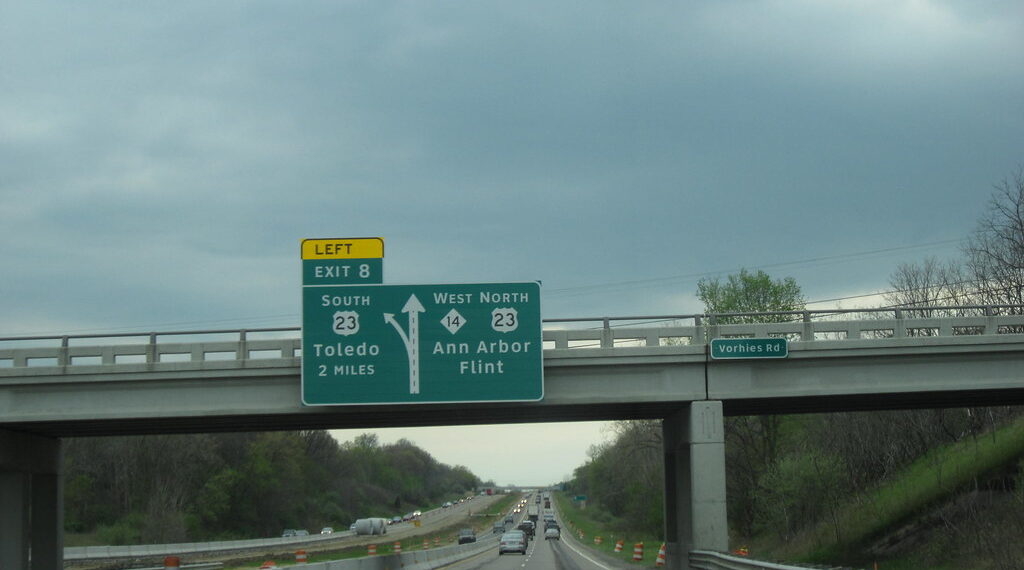 LEFT
EXIT 8
SOUTH
23
Toledo
2 MILES
WEST NORTH
14 23
Ann Arbor
Flint
Vorhies Rd